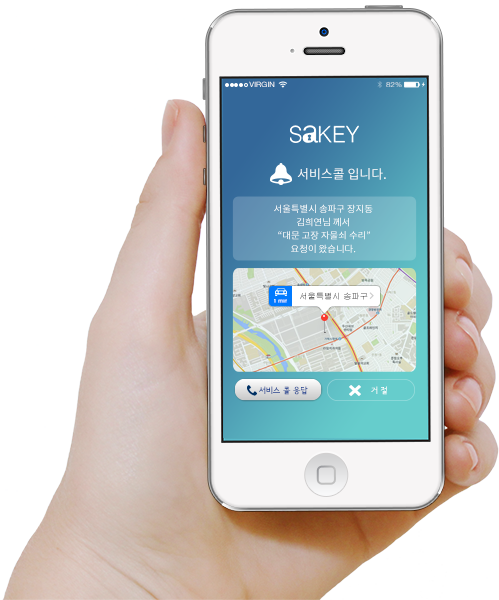 VIRGIN 82%
SaKEY
서비스콜 입니다.
서울특별시 송파구 장지동
김희연님 께서
“대문 고장 자물쇠 수리”
요청이 왔습니다.
1 min 서울특별시 송파구
서비스 콜 응답 거 절